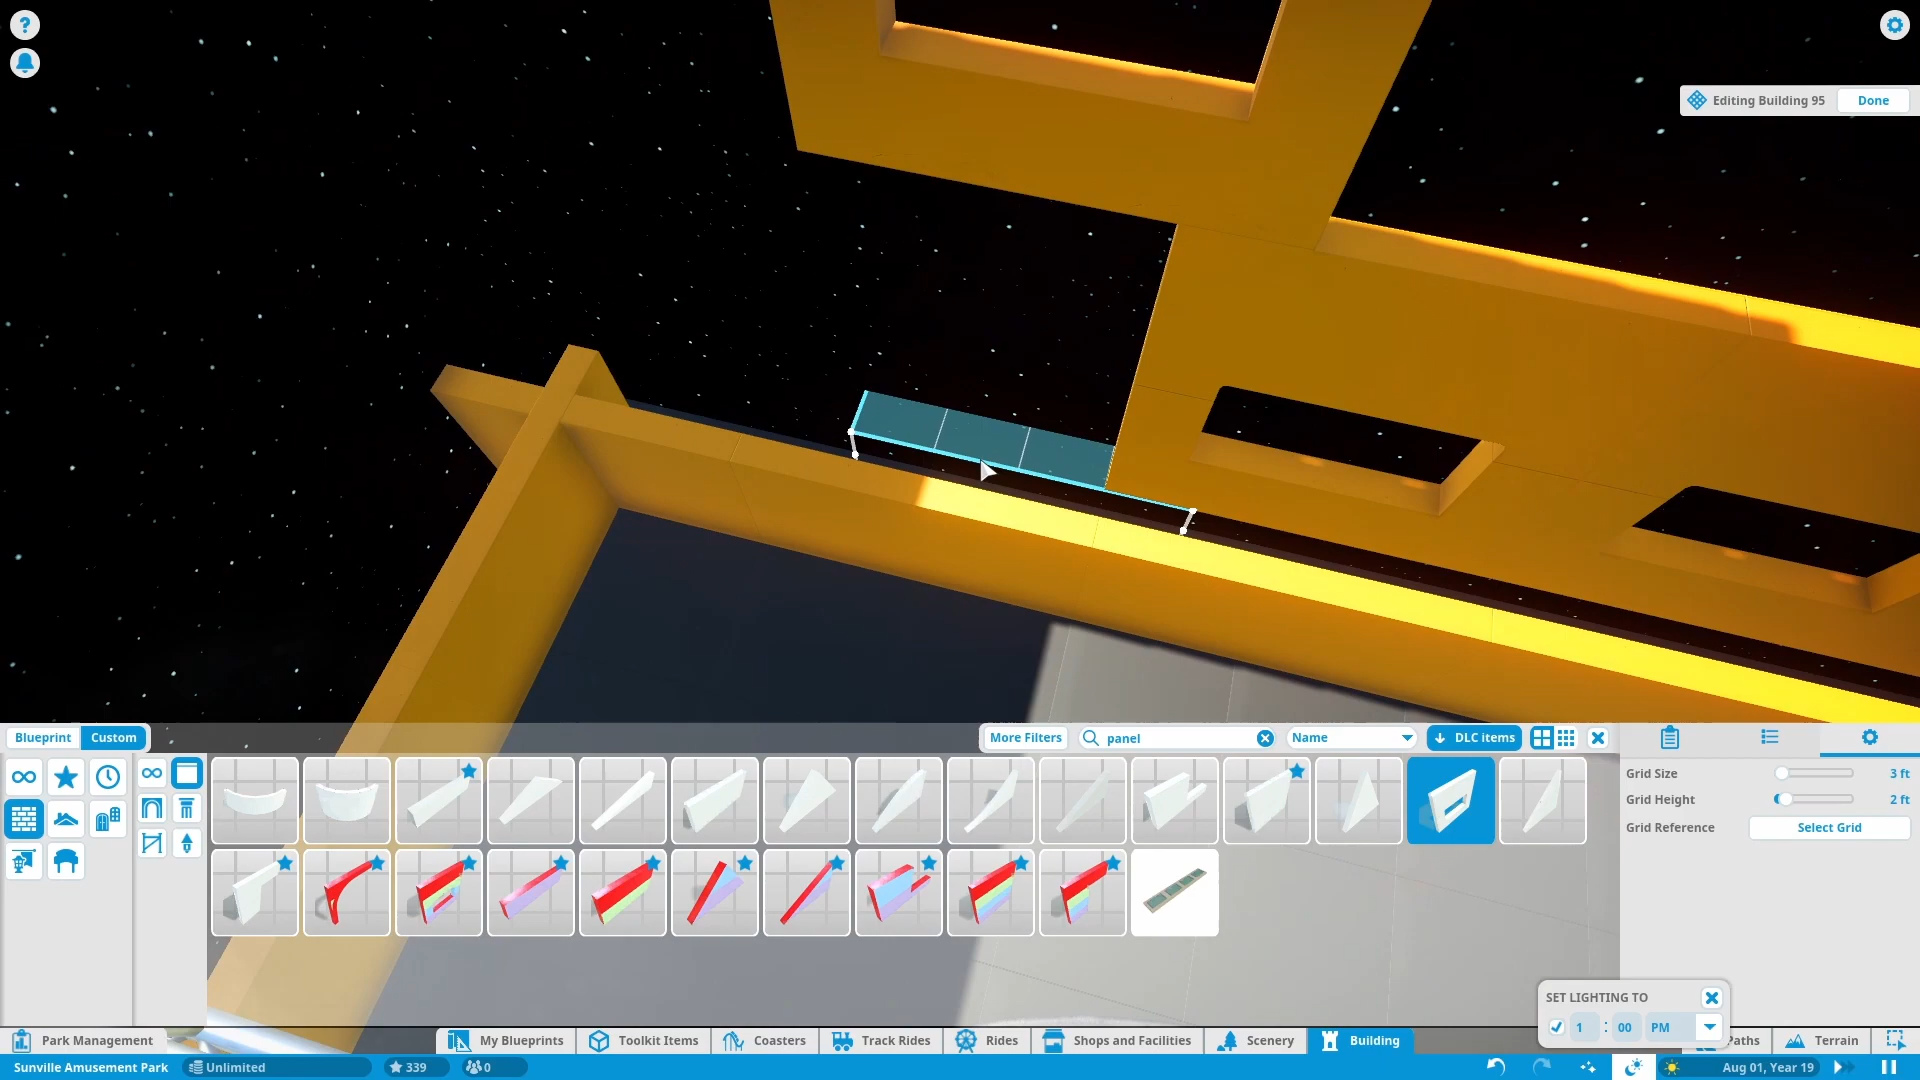 ?
Editing Building 95 Done
Blueprint Custom
More Filters panel Name DLC items
Grid Size 3 ft
Grid Height 2 ft
Grid Reference Select Grid
SET LIGHTING TO
1 : 00 PM
Park Management My Blueprints Toolkit Items Coasters Track Rides Rides Shops and Facilities Scenery Building Paths Terrain
Sunville Amusement Park Unlimited 339 0 Aug 01, Year 19